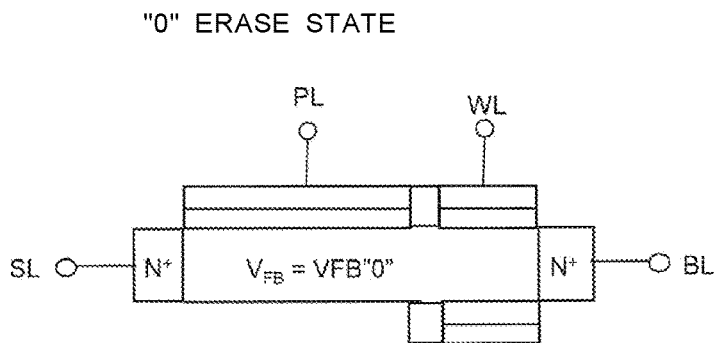 "0" ERASE STATE
PL
WL
SL
N⁺
V_FB = VFB"0"
N⁺
BL